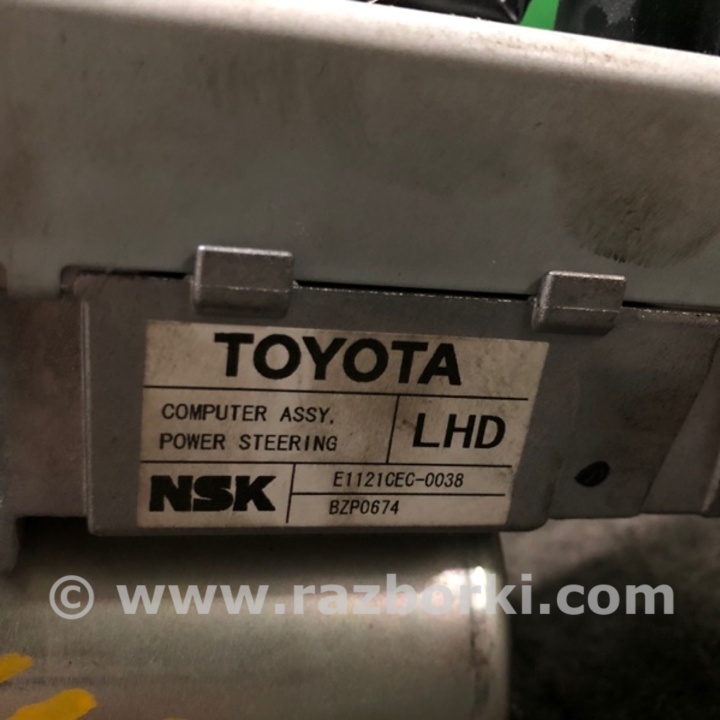 TOYOTA
COMPUTER ASSY,
POWER STEERING
LHD
NSK
E1121CEC-0038
BZP0674
© www.razborki.com